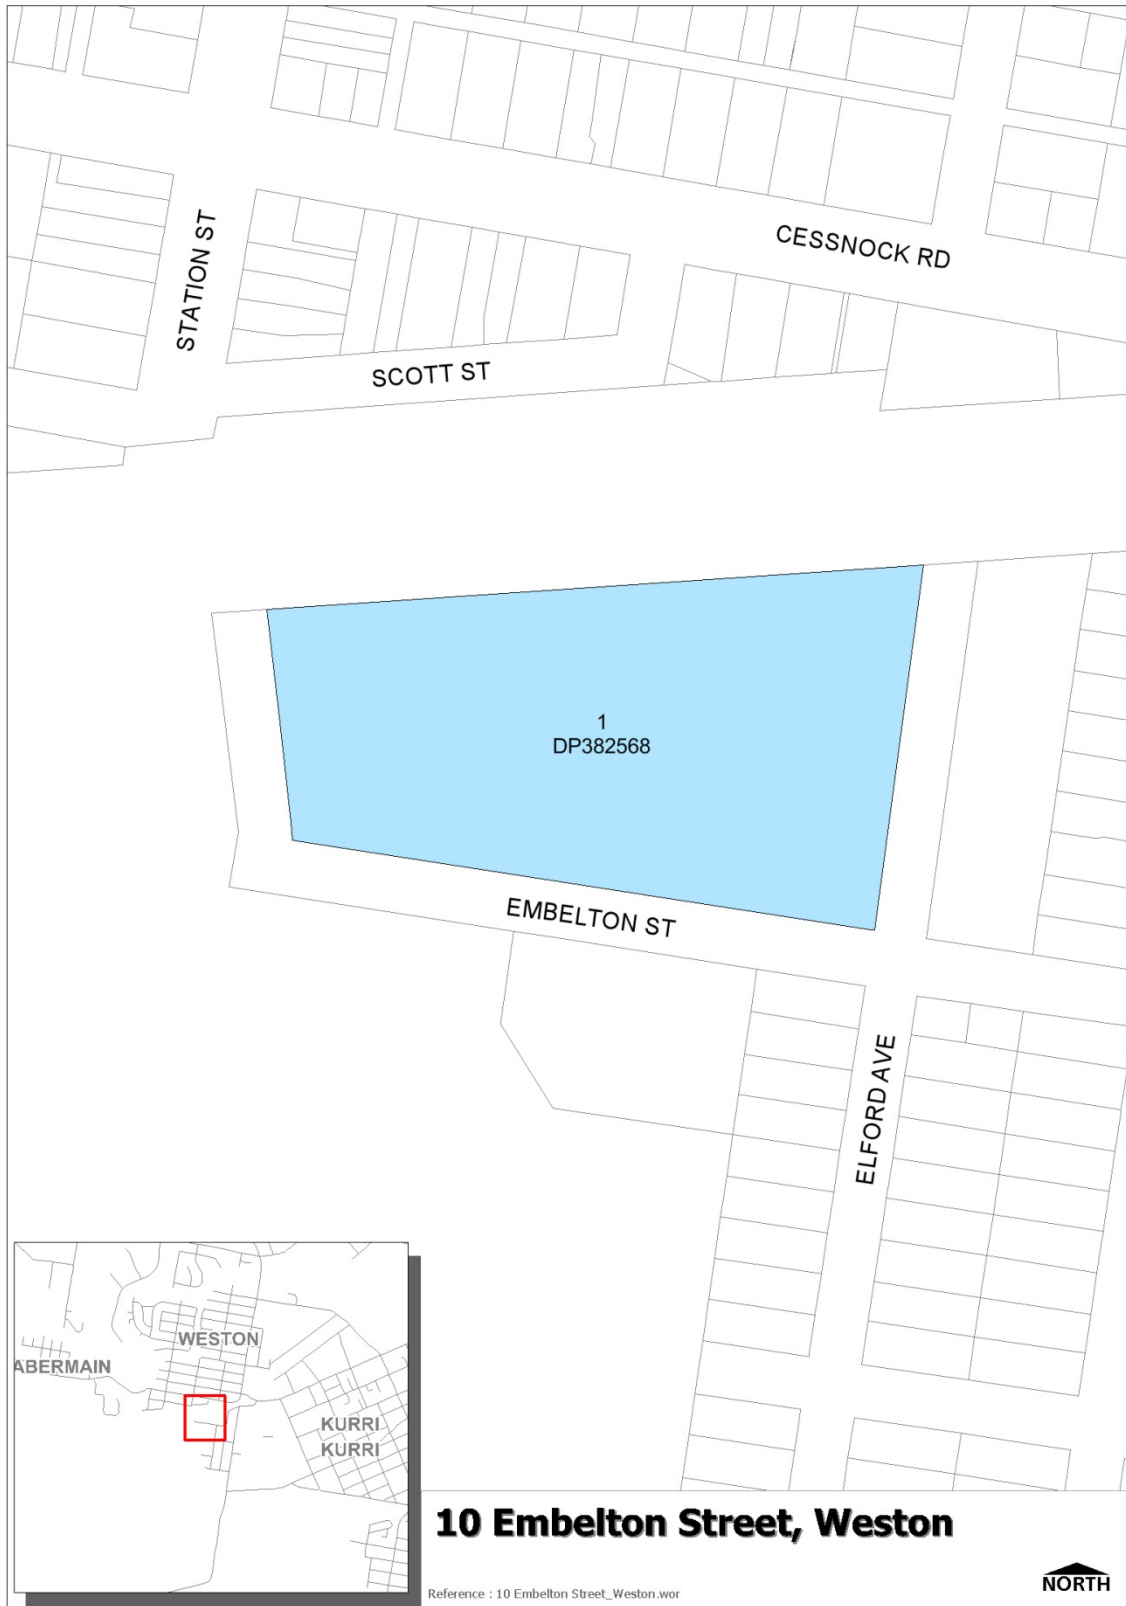 CESSNOCK RD
STATION ST
SCOTT ST
1
DP382568
EMBELTON ST
ELFORD AVE
WESTON
ABERMAIN
KURRI
KURRI
10 Embelton Street, Weston
Reference : 10 Embelton Street_Weston.wor
NORTH